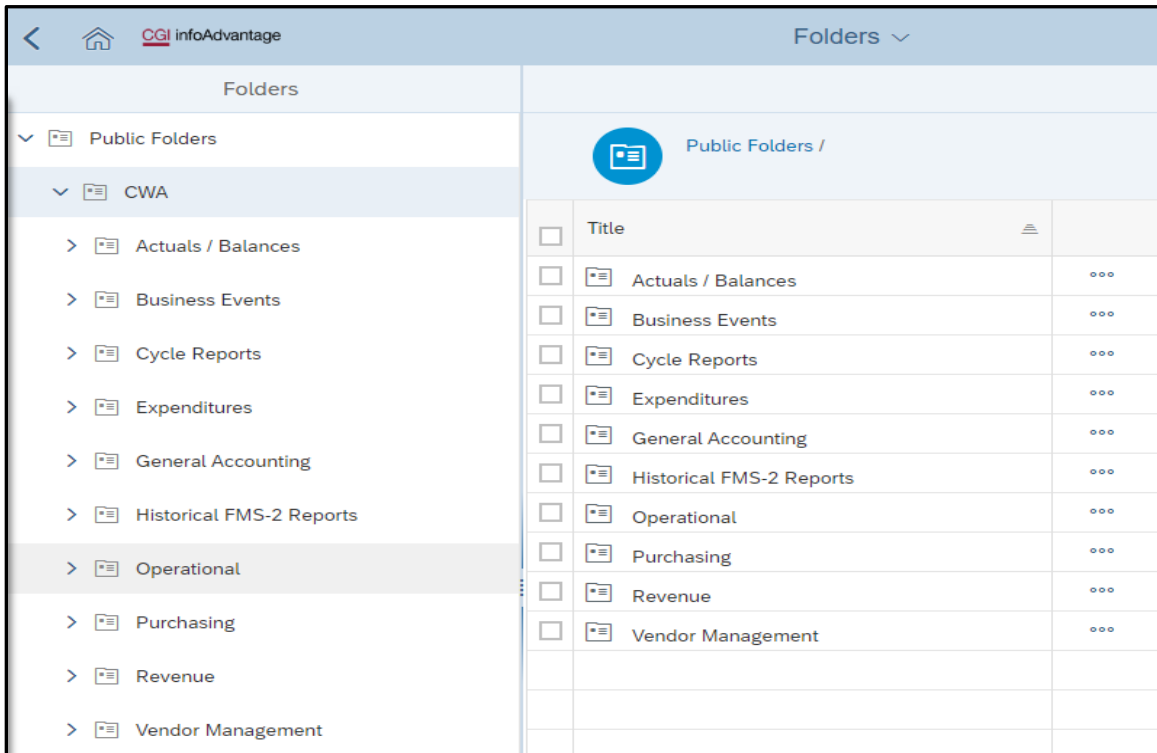 CGI infoAdvantage
Folders
Folders
Public Folders
CWA
Actuals / Balances
Business Events
Cycle Reports
Expenditures
General Accounting
Historical FMS-2 Reports
Operational
Purchasing
Revenue
Vendor Management
Public Folders /
Title
Actuals / Balances
Business Events
Cycle Reports
Expenditures
General Accounting
Historical FMS-2 Reports
Operational
Purchasing
Revenue
Vendor Management